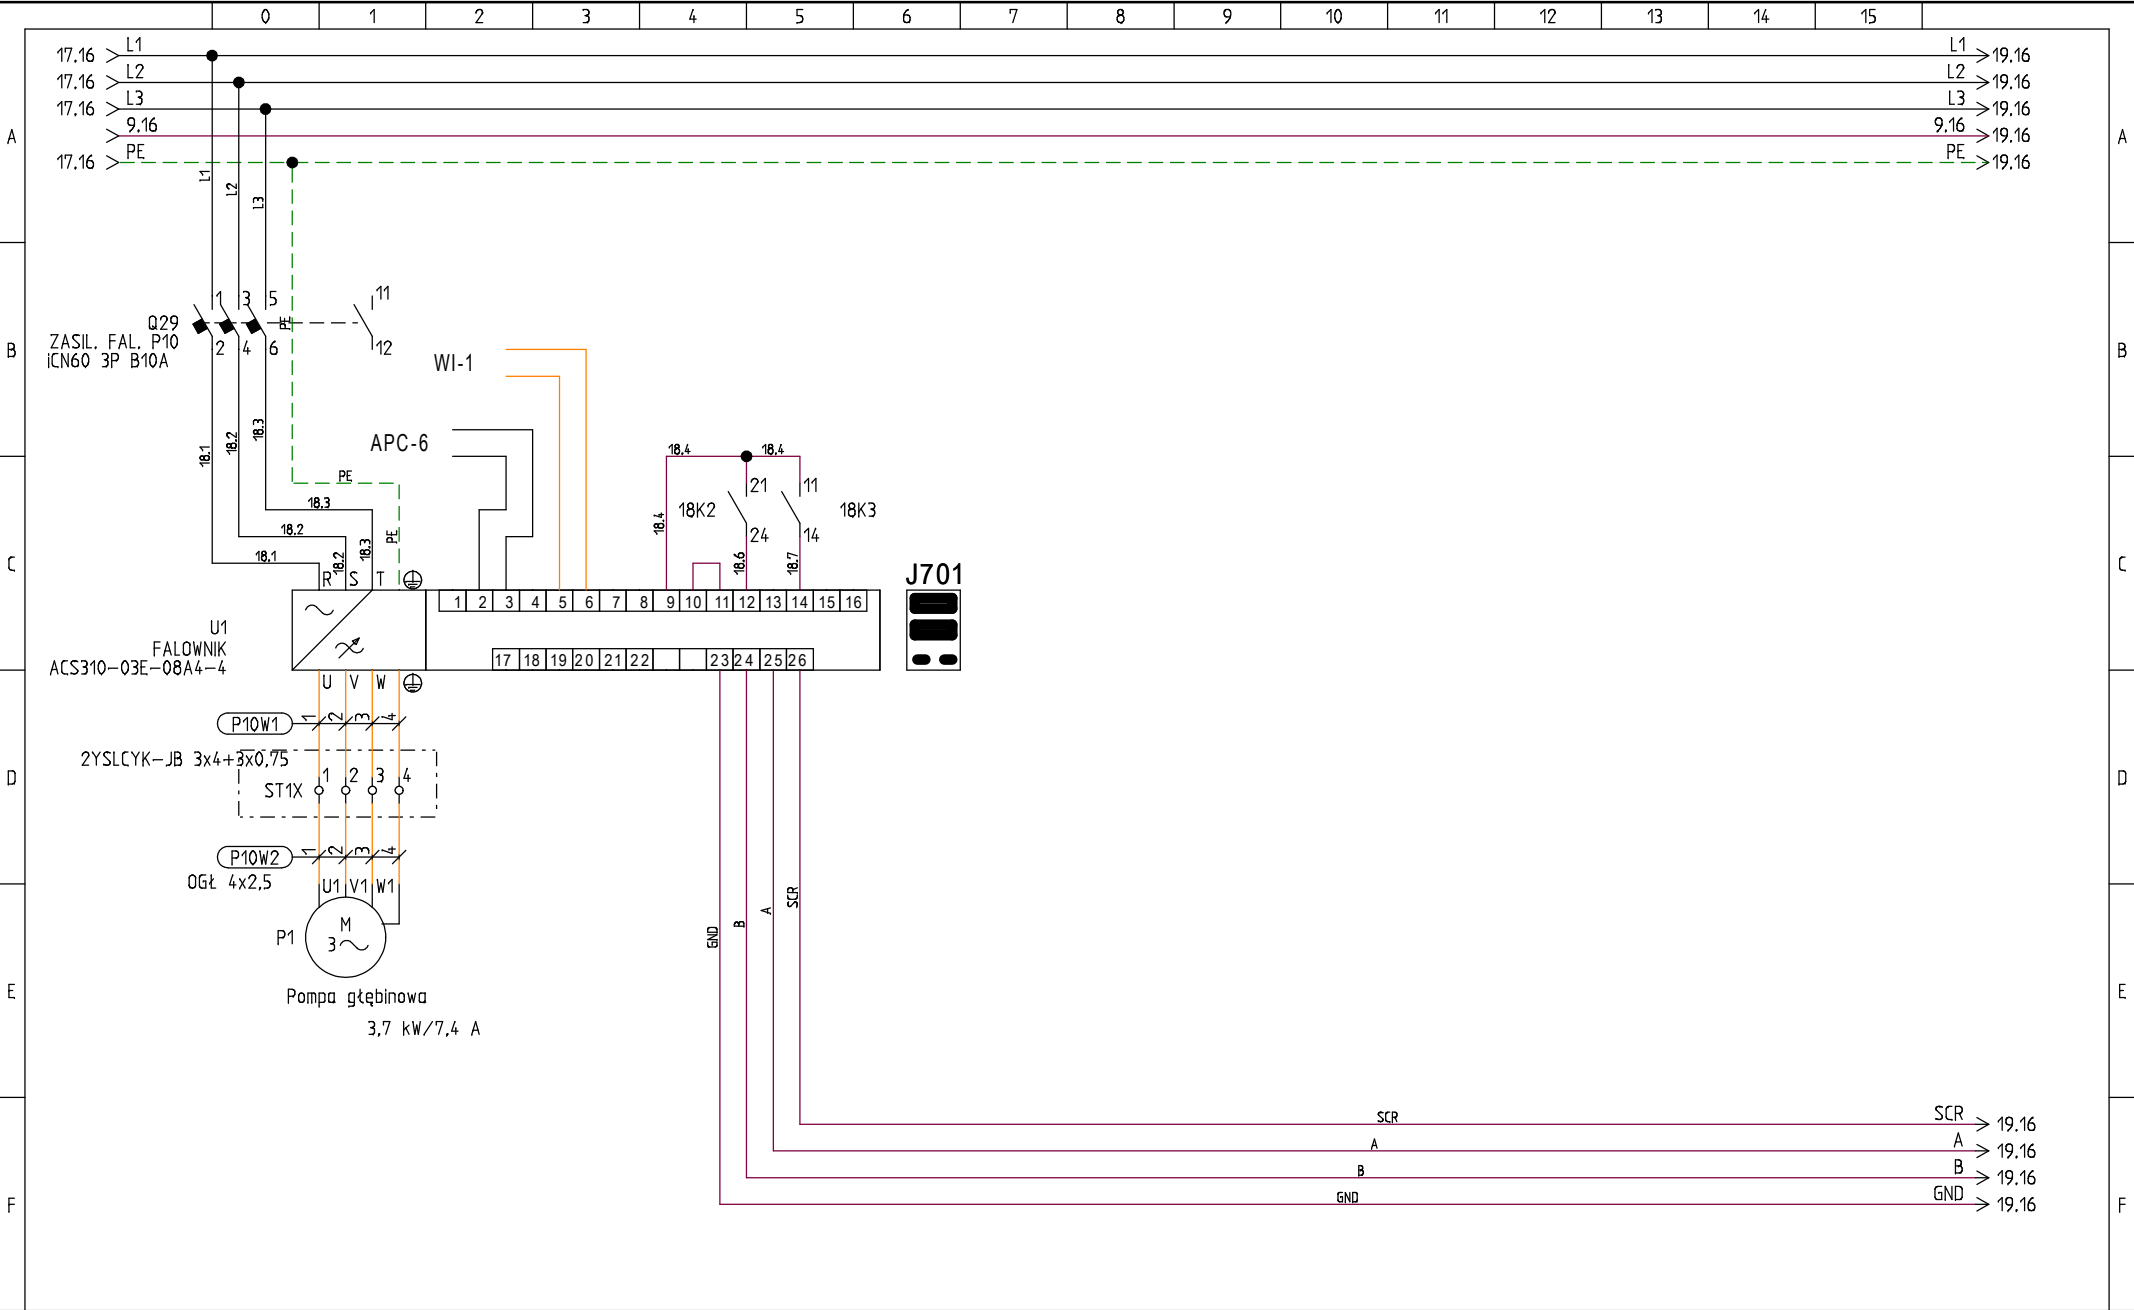 0 1 2 3 4 5 6 7 8 9 10 11 12 13 14 15
17.16 L1 L1 19.16
17.16 L2 L2 19.16
17.16 L3 L3 19.16
9.16 9.16 19.16
A A
17.16 PE PE 19.16
L1 L2 L3
1 3 5 11
Q29 PE
ZASIL. FAL. P10
2 4 6 12
iCN60 3P B10A
B B
WI-1
APC-6
18.1 18.2 18.3
18.4 18.4
PE
21 11
18.3
18K2 18K3
18.4
18.2
24 14
PE
18.1 18.2 18.3
18.6 18.7
C C
R S T
J701
1 2 3 4 5 6 7 8 9 10 11 12 13 14 15 16
U1
FALOWNIK
ACS310-03E-08A4-4
17 18 19 20 21 22 23 24 25 26
U V W
P10W1 1 2 3 4
2YSLCYK-JB 3x4+3x0,75
D D
1 2 3 4
ST1X
P10W2 1 2 3 4
OGŁ 4x2,5
U1 V1 W1
GND B A SCR
M
P1 3
E E
Pompa głębinowa
3,7 kW/7,4 A
SCR SCR 19.16
A A 19.16
B B 19.16
GND GND 19.16
F F